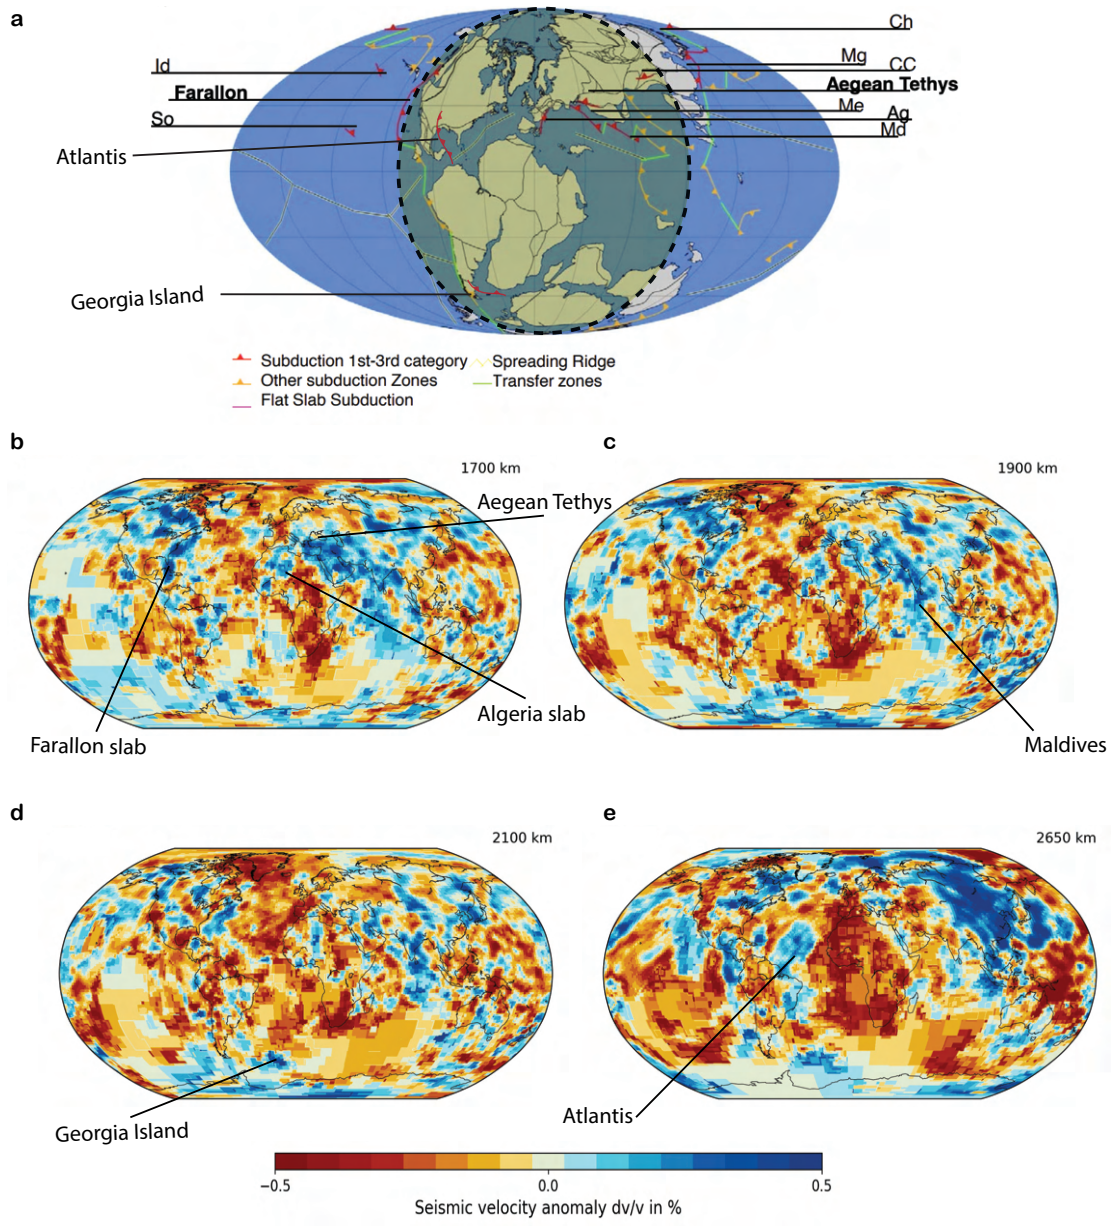 a
Ch
Mg
Id
CC
Farallon
Aegean Tethys
Me
Ag
So
Md
Atlantis
Georgia Island
Subduction 1st-3rd category
Spreading Ridge
Other subduction Zones
Transfer zones
Flat Slab Subduction
b
c
1700 km
1900 km
Aegean Tethys
Algeria slab
Farallon slab
Maldives
d
e
2100 km
2650 km
Atlantis
Georgia Island
−0.5
0.0
0.5
Seismic velocity anomaly dv/v in %